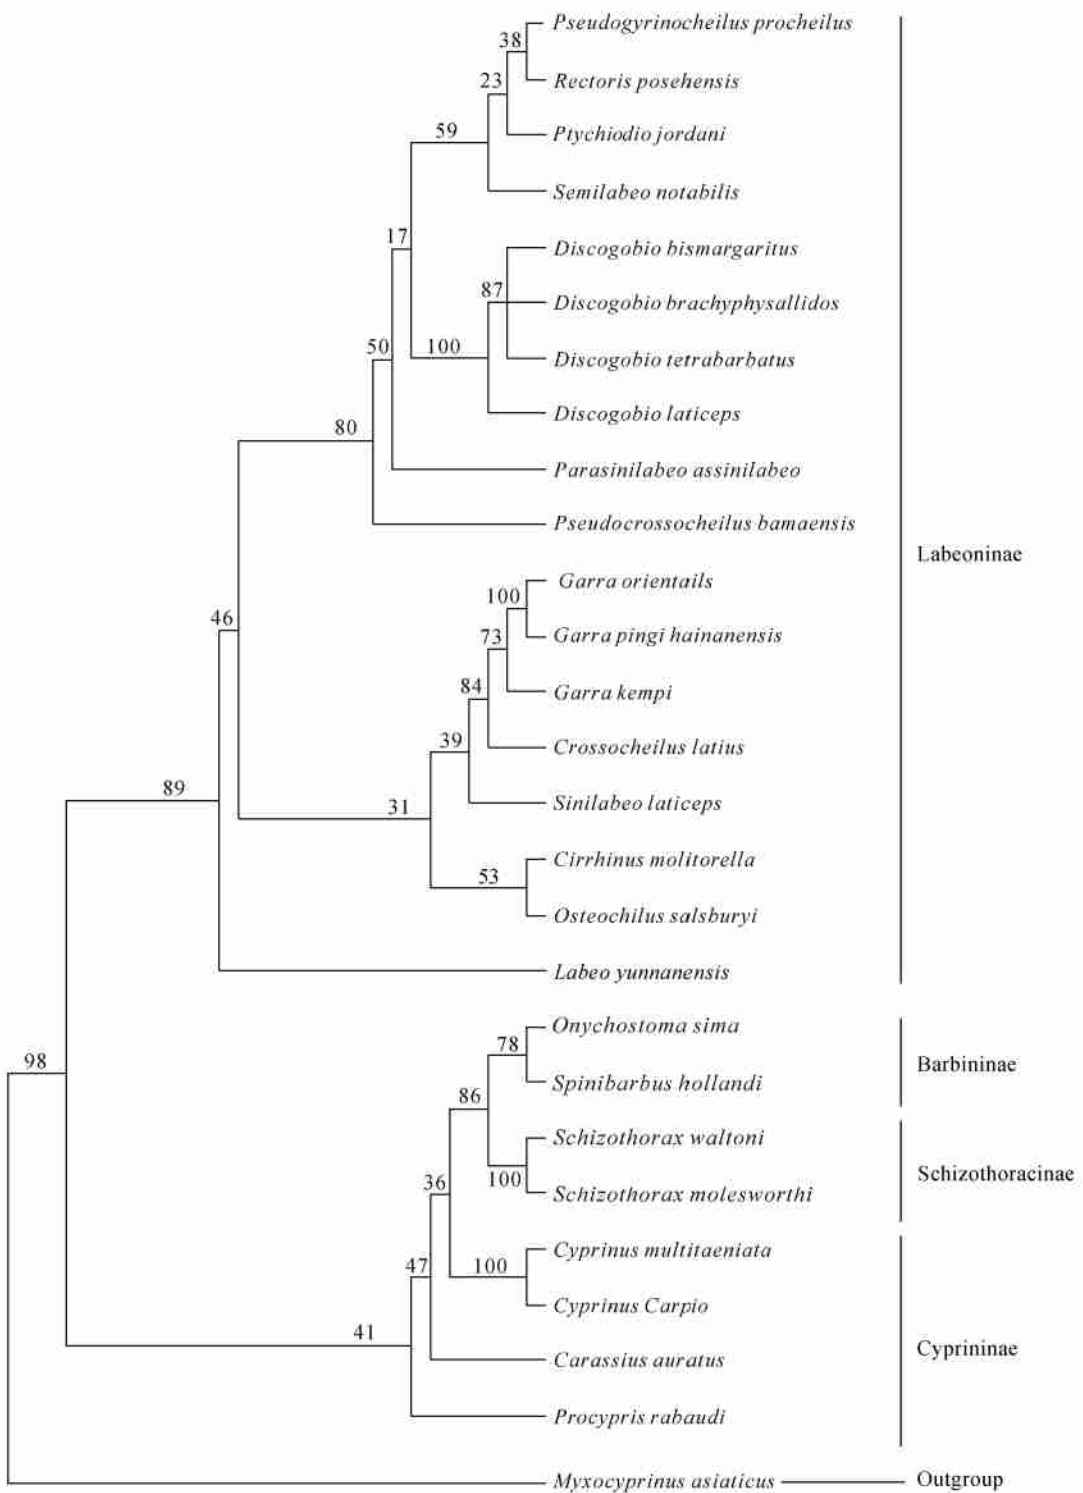 Pseudogyrinocheilus procheilus
38
Rectoris posehensis
23
Ptychiodio jordani
59
Semilabeo notabilis
17
Discogobio bismargaritus
87
Discogobio brachyphysallidos
50
100
Discogobio tetrabarbatus
Discogobio laticeps
80
Parasinilabeo assinilabeo
Pseudocrossocheilus bamaensis
Labeoninae
Garra orientails
100
46
Garra pingi hainanensis
73
84
Garra kempi
39
Crossocheilus latius
89
31
Sinilabeo laticeps
Cirrhinus molitorella
53
Osteochilus salsburyi
Labeo yunnanensis
Onychostoma sima
78
98
Barbininae
Spinibarbus hollandi
86
Schizothorax waltoni
100
36
Schizothoracinae
Schizothorax molesworthi
Cyprinus multitaeniata
47
100
Cyprinus Carpio
41
Cyprininae
Carassius auratus
Procypris rabaudi
Myxocyprinus asiaticus
Outgroup